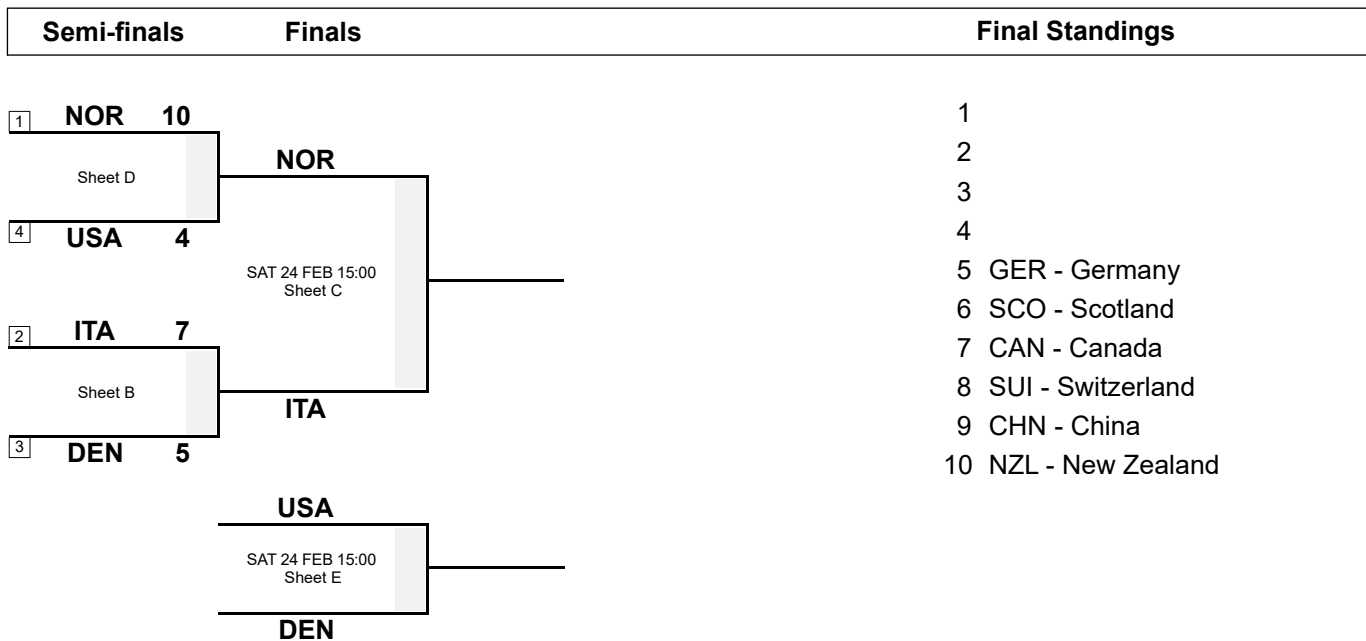 Semi-finals Finals Final Standings
1 NOR 10
Sheet D
4 USA 4
NOR
SAT 24 FEB 15:00
Sheet C
ITA
2 ITA 7
Sheet B
3 DEN 5
USA
SAT 24 FEB 15:00
Sheet E
DEN
1
2
3
4
5 GER - Germany
6 SCO - Scotland
7 CAN - Canada
8 SUI - Switzerland
9 CHN - China
10 NZL - New Zealand